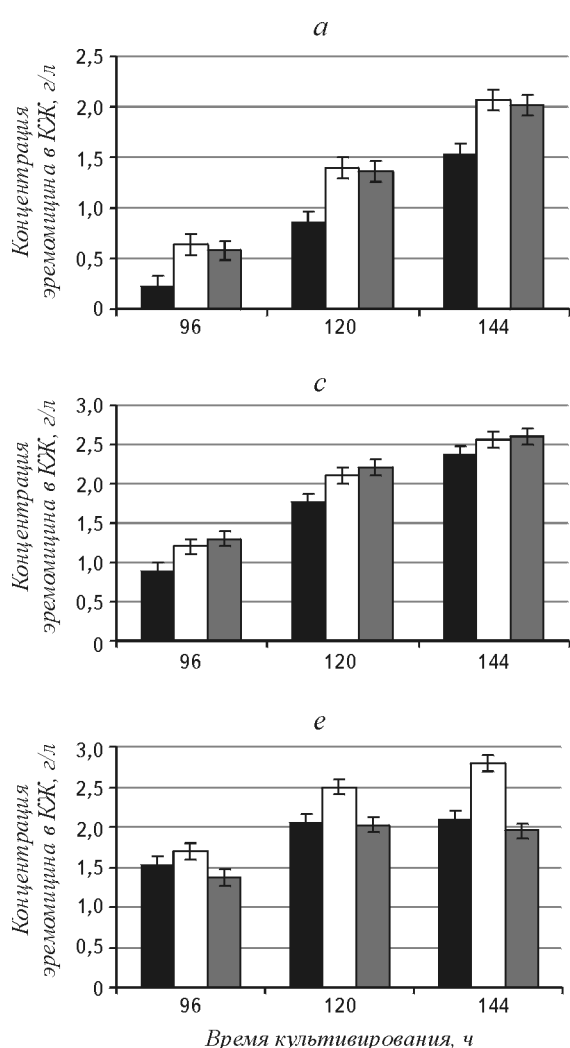 а
Концентрация
эремомицина в КЖ, г/л
2,5
2,0
1,5
1,0
0,5
0
96 120 144
с
Концентрация
эремомицина в КЖ, г/л
3,0
2,5
2,0
1,5
1,0
0,5
0
96 120 144
е
Концентрация
эремомицина в КЖ, г/л
3,0
2,5
2,0
1,5
1,0
0,5
0
96 120 144
Время культивирования, ч